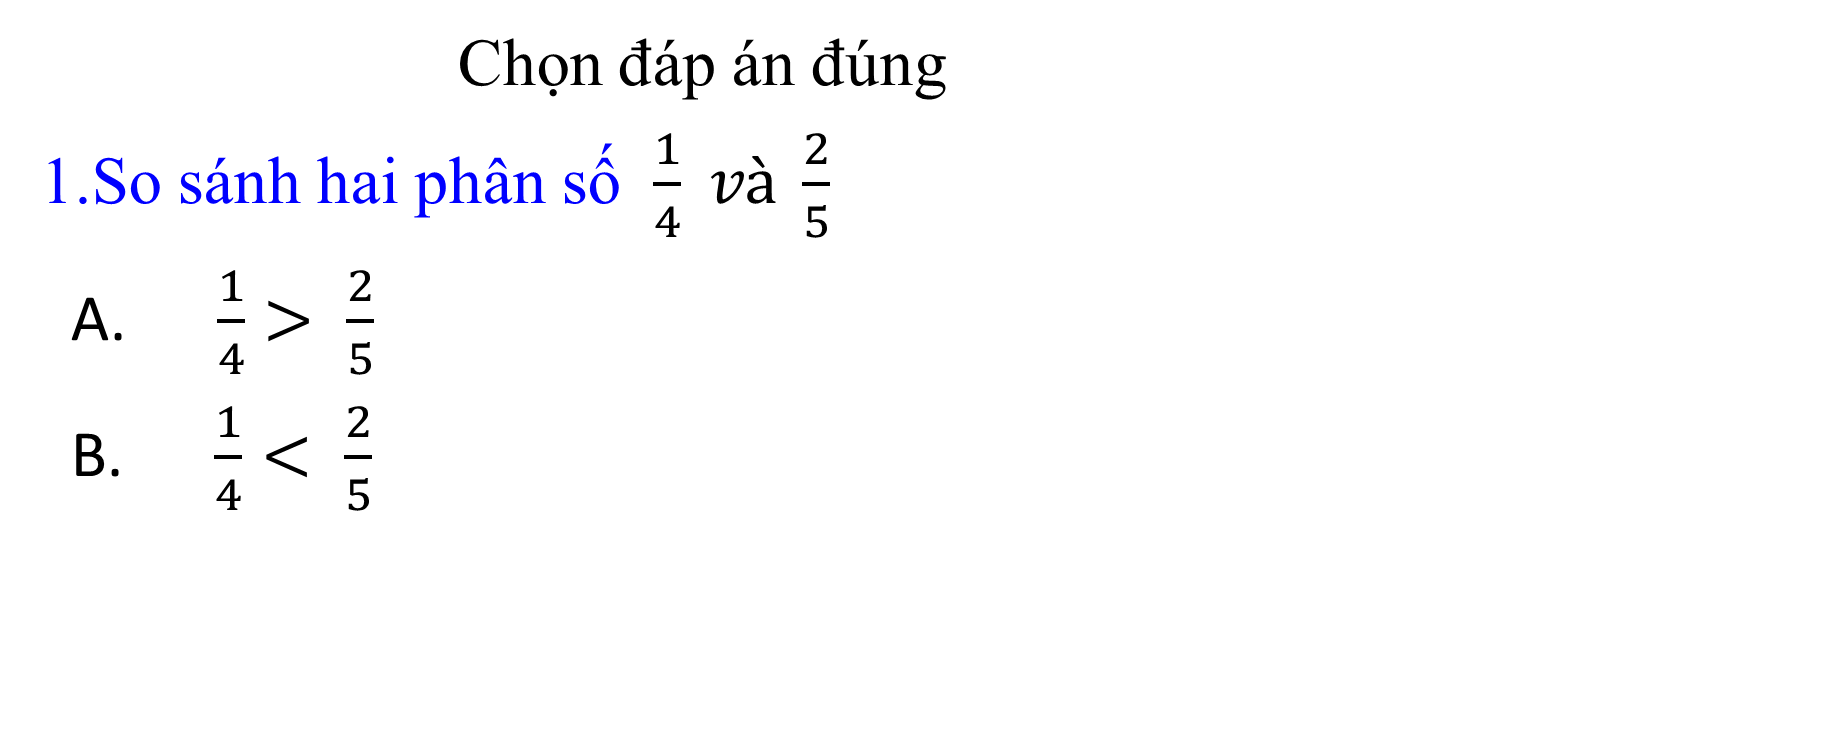 Chọn đáp án đúng
1.So sánh hai phân số 1/4 và 2/5
A. 1/4 > 2/5
B. 1/4 < 2/5